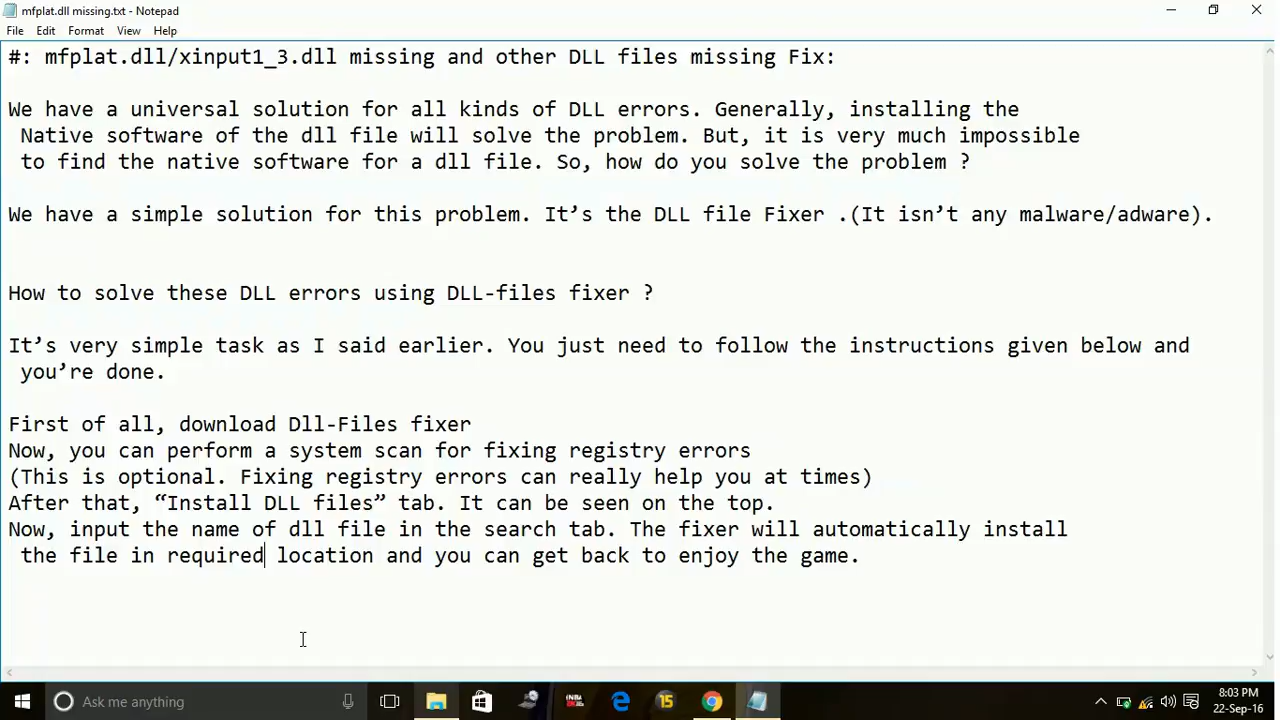 mfplat.dll missing.txt - Notepad
File Edit Format View Help
#: mfplat.dll/xinput1_3.dll missing and other DLL files missing Fix:
We have a universal solution for all kinds of DLL errors. Generally, installing the
Native software of the dll file will solve the problem. But, it is very much impossible
to find the native software for a dll file. So, how do you solve the problem ?
We have a simple solution for this problem. It’s the DLL file Fixer .(It isn’t any malware/adware).
How to solve these DLL errors using DLL-files fixer ?
It’s very simple task as I said earlier. You just need to follow the instructions given below and
you’re done.
First of all, download Dll-Files fixer
Now, you can perform a system scan for fixing registry errors
(This is optional. Fixing registry errors can really help you at times)
After that, “Install DLL files” tab. It can be seen on the top.
Now, input the name of dll file in the search tab. The fixer will automatically install
the file in required location and you can get back to enjoy the game.
Ask me anything
15
8:03 PM
22-Sep-16